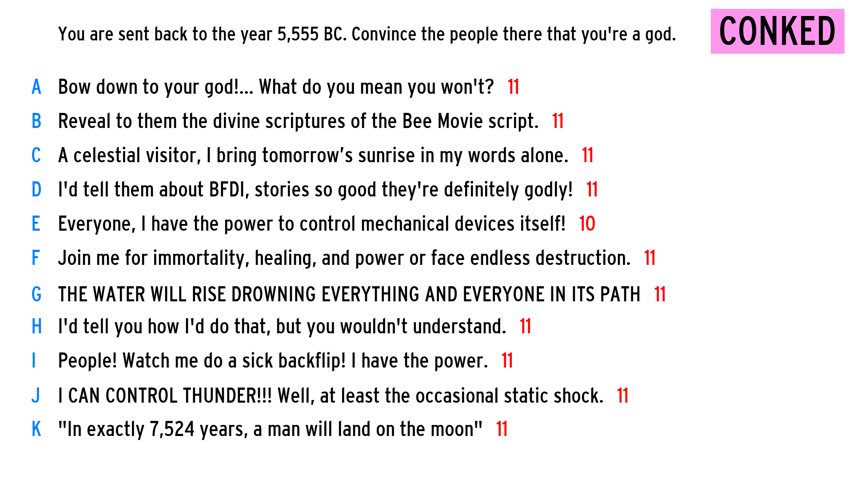 You are sent back to the year 5,555 BC. Convince the people there that you're a god.
CONKED
A Bow down to your god!... What do you mean you won't? 11
B Reveal to them the divine scriptures of the Bee Movie script. 11
C A celestial visitor, I bring tomorrow’s sunrise in my words alone. 11
D I'd tell them about BFDI, stories so good they're definitely godly! 11
E Everyone, I have the power to control mechanical devices itself! 10
F Join me for immortality, healing, and power or face endless destruction. 11
G THE WATER WILL RISE DROWNING EVERYTHING AND EVERYONE IN ITS PATH 11
H I'd tell you how I'd do that, but you wouldn't understand. 11
I People! Watch me do a sick backflip! I have the power. 11
J I CAN CONTROL THUNDER!!! Well, at least the occasional static shock. 11
K "In exactly 7,524 years, a man will land on the moon" 11